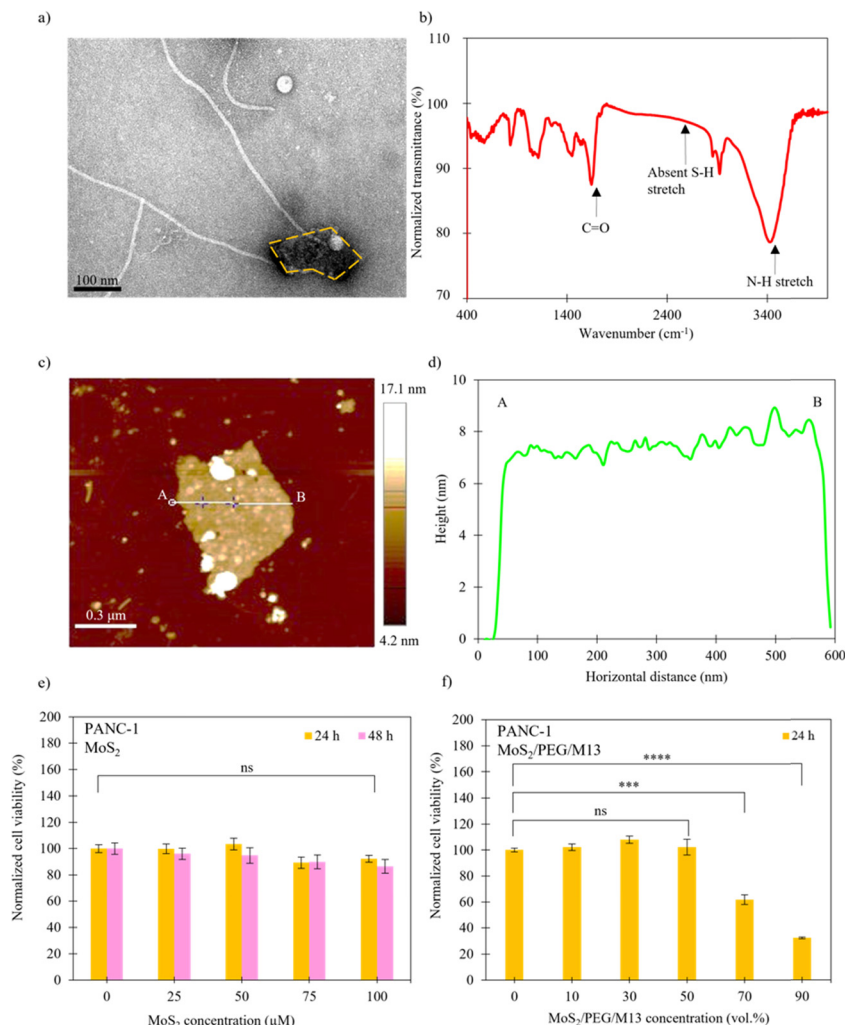 a)
100 nm
b)
110
100
90
80
70
Normalized transmittance (%)
Absent S-H
stretch
C=O
N-H stretch
400
1400
2400
3400
Wavenumber (cm-1)
c)
17.1 nm
4.2 nm
A
B
0.3 µm
d)
10
8
6
4
2
0
Height (nm)
A
B
0
100
200
300
400
500
600
Horizontal distance (nm)
e)
200
180
160
140
120
100
80
60
40
20
0
Normalized cell viability (%)
PANC-1
MoS2
24 h
48 h
ns
0
25
50
75
100
MoS2 concentration (µM)
f)
200
180
160
140
120
100
80
60
40
20
0
Normalized cell viability (%)
PANC-1
MoS2/PEG/M13
24 h
****
***
ns
0
10
30
50
70
90
MoS2/PEG/M13 concentration (vol.%)